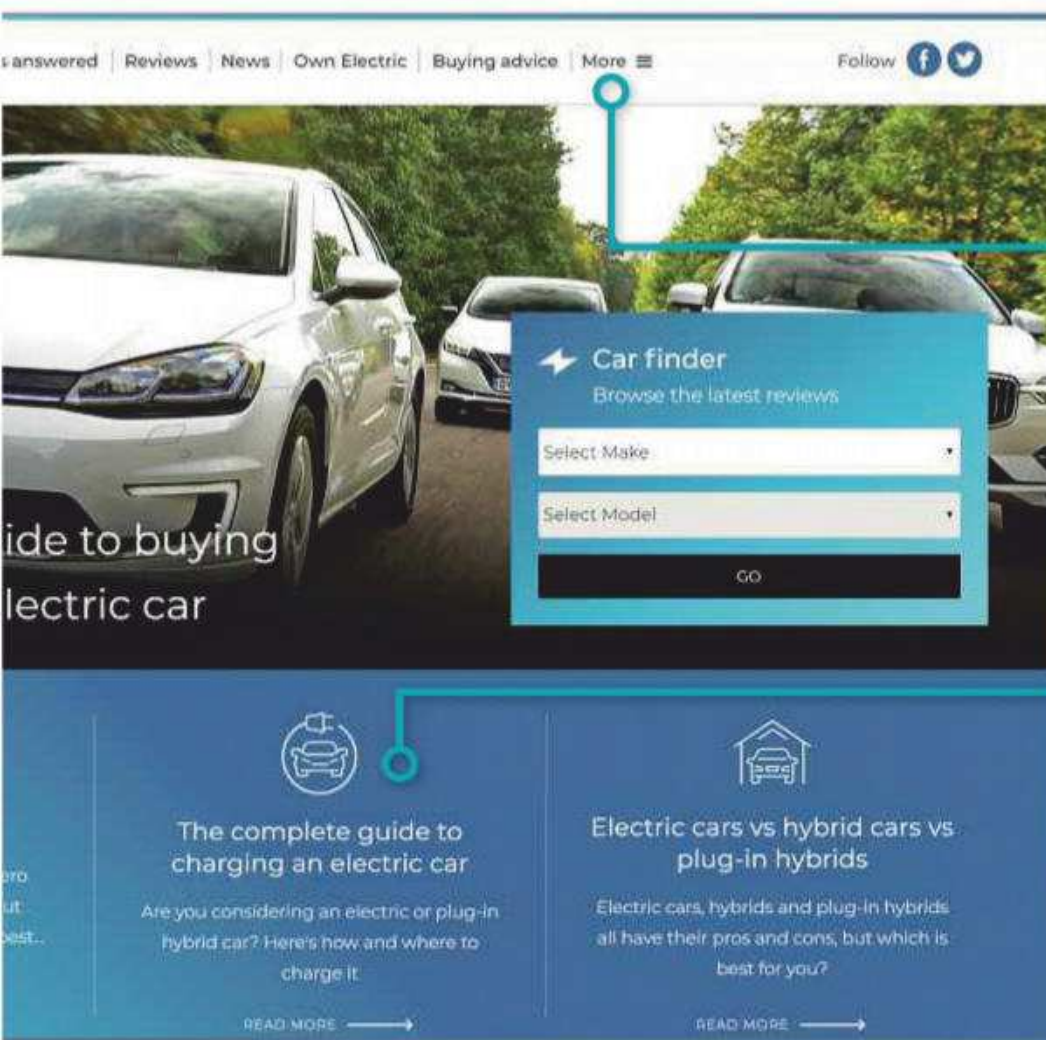 s answered | Reviews | News | Own Electric | Buying advice | More
Follow
Car finder
Browse the latest reviews
Select Make
Select Model
GO
ide to buying
lectric car
ero
ut
best..
The complete guide to
charging an electric car
Are you considering an electric or plug-in
hybrid car? Here's how and where to
charge it
READ MORE
Electric cars vs hybrid cars vs
plug-in hybrids
Electric cars, hybrids and plug-in hybrids
all have their pros and cons, but which is
best for you?
READ MORE